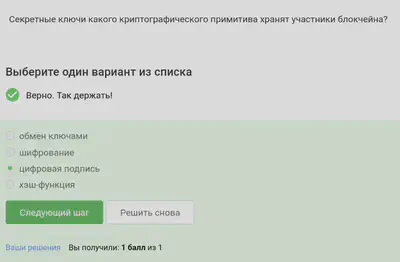 Секретные ключи какого криптографического примитива хранят участники блокчейна?
Выберите один вариант из списка
Верно. Так держать!
обмен ключами
шифрование
цифровая подпись
хэш-функция
Следующий шаг Решить снова
Ваши решения Вы получили: 1 балл из 1